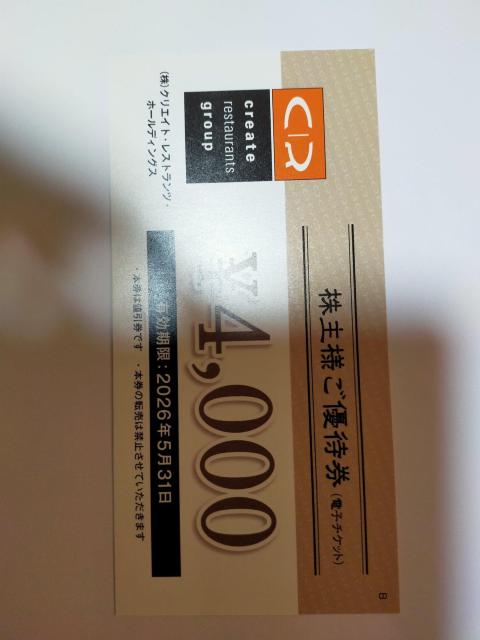 株主様ご優待券(電子チケット)
CR
create
restaurants
group
¥4,000
(株)クリエイト・レストランツ・
ホールディングス
有効期限:2026年5月31日
・本券は値引券です ・本券の転売は禁止させていただきます
B